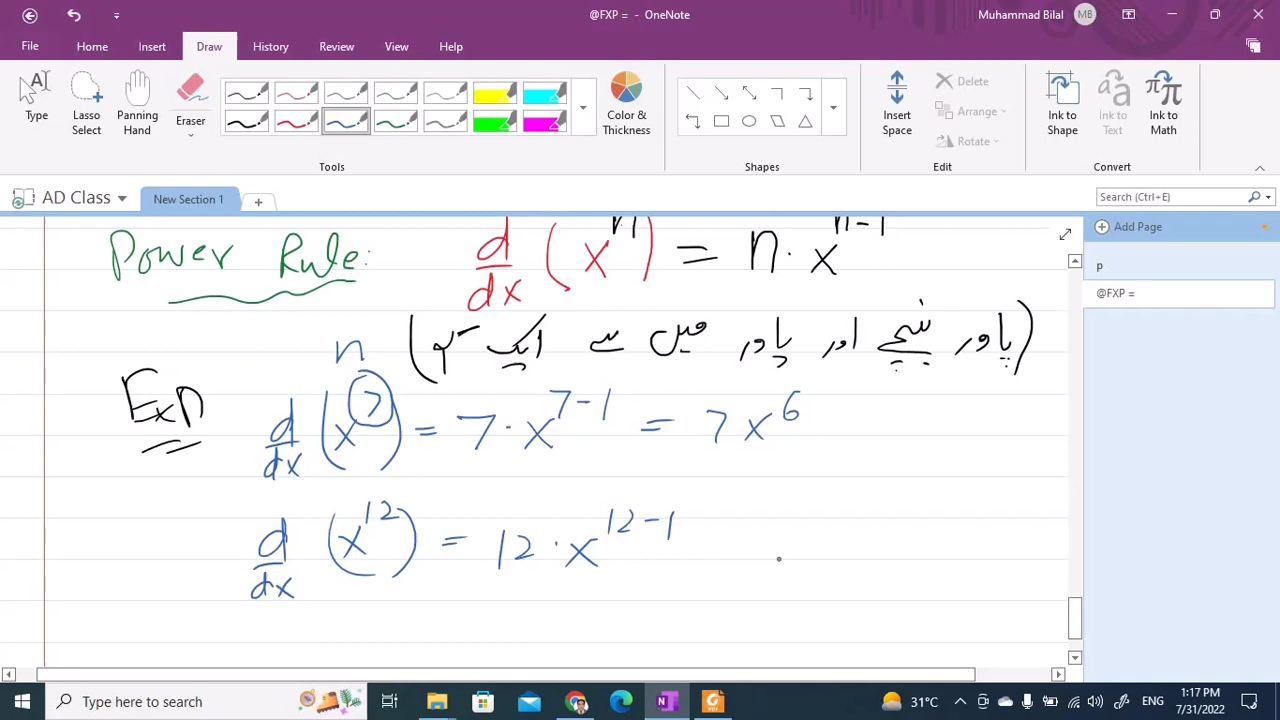 @FXP = - OneNote
Muhammad Bilal MB
File Home Insert Draw History Review View Help
Type
Lasso Select
Panning Hand
Eraser
Color & Thickness
Insert Space
Delete
Arrange
Rotate
Ink to Shape
Ink to Text
Ink to Math
Tools Shapes Edit Convert
AD Class New Section 1 +
Search (Ctrl+E)
Add Page
p
@FXP =
Power Rule: d/dx (x^n) = n · x^(n-1)
(پاور نیچے اور پاور میں سے ایک کم)
n
Exp d/dx (x^7) = 7 · x^(7-1) = 7x^6
d/dx (x^12) = 12 · x^(12-1)
Type here to search
31°C
ENG
1:17 PM
7/31/2022